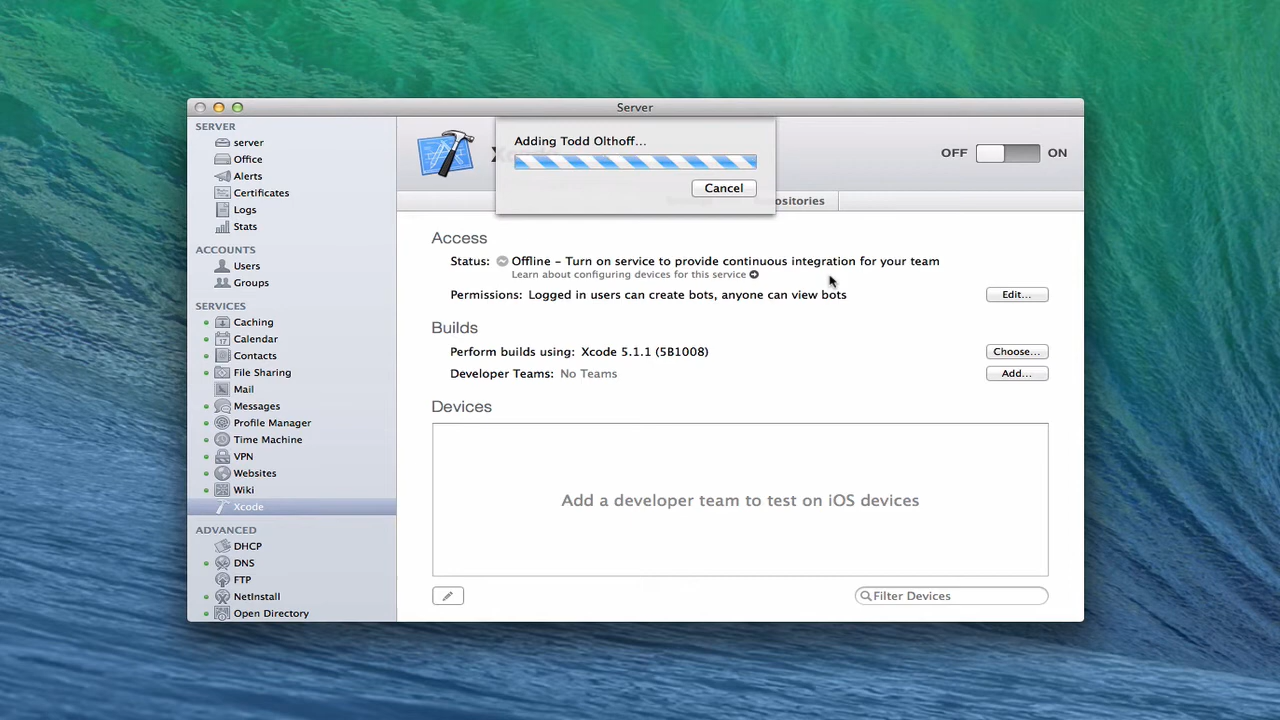 Server
SERVER
server
Office
Alerts
Certificates
Logs
Stats
ACCOUNTS
Users
Groups
SERVICES
Caching
17 Calendar
Contacts
File Sharing
Mail
Messages
Profile Manager
Time Machine
VPN
Websites
Wiki
Xcode
ADVANCED
DHCP
DNS
FTP
NetInstall
Open Directory
Adding Todd Olthoff...
Cancel
OFF ON
ositories
Access
Status: Offline – Turn on service to provide continuous integration for your team
Learn about configuring devices for this service
Permissions: Logged in users can create bots, anyone can view bots Edit...
Builds
Perform builds using: Xcode 5.1.1 (5B1008) Choose...
Developer Teams: No Teams Add...
Devices
Add a developer team to test on iOS devices
Filter Devices